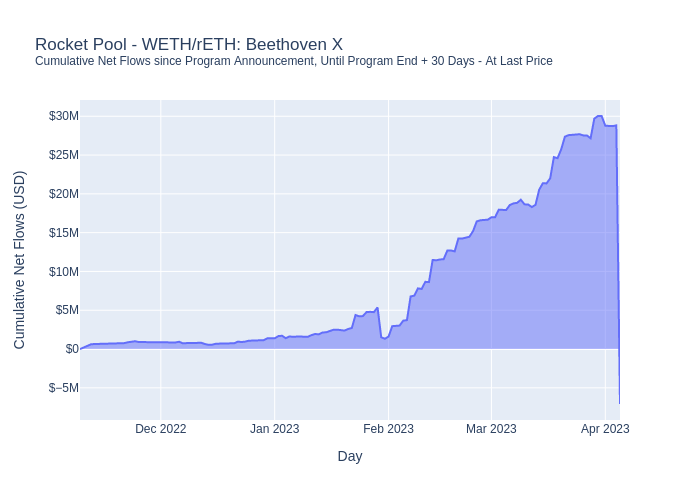 Rocket Pool - WETH/rETH: Beethoven X
Cumulative Net Flows since Program Announcement, Until Program End + 30 Days - At Last Price
Cumulative Net Flows (USD)
$30M
$25M
$20M
$15M
$10M
$5M
$0
$−5M
Dec 2022
Jan 2023
Feb 2023
Mar 2023
Apr 2023
Day